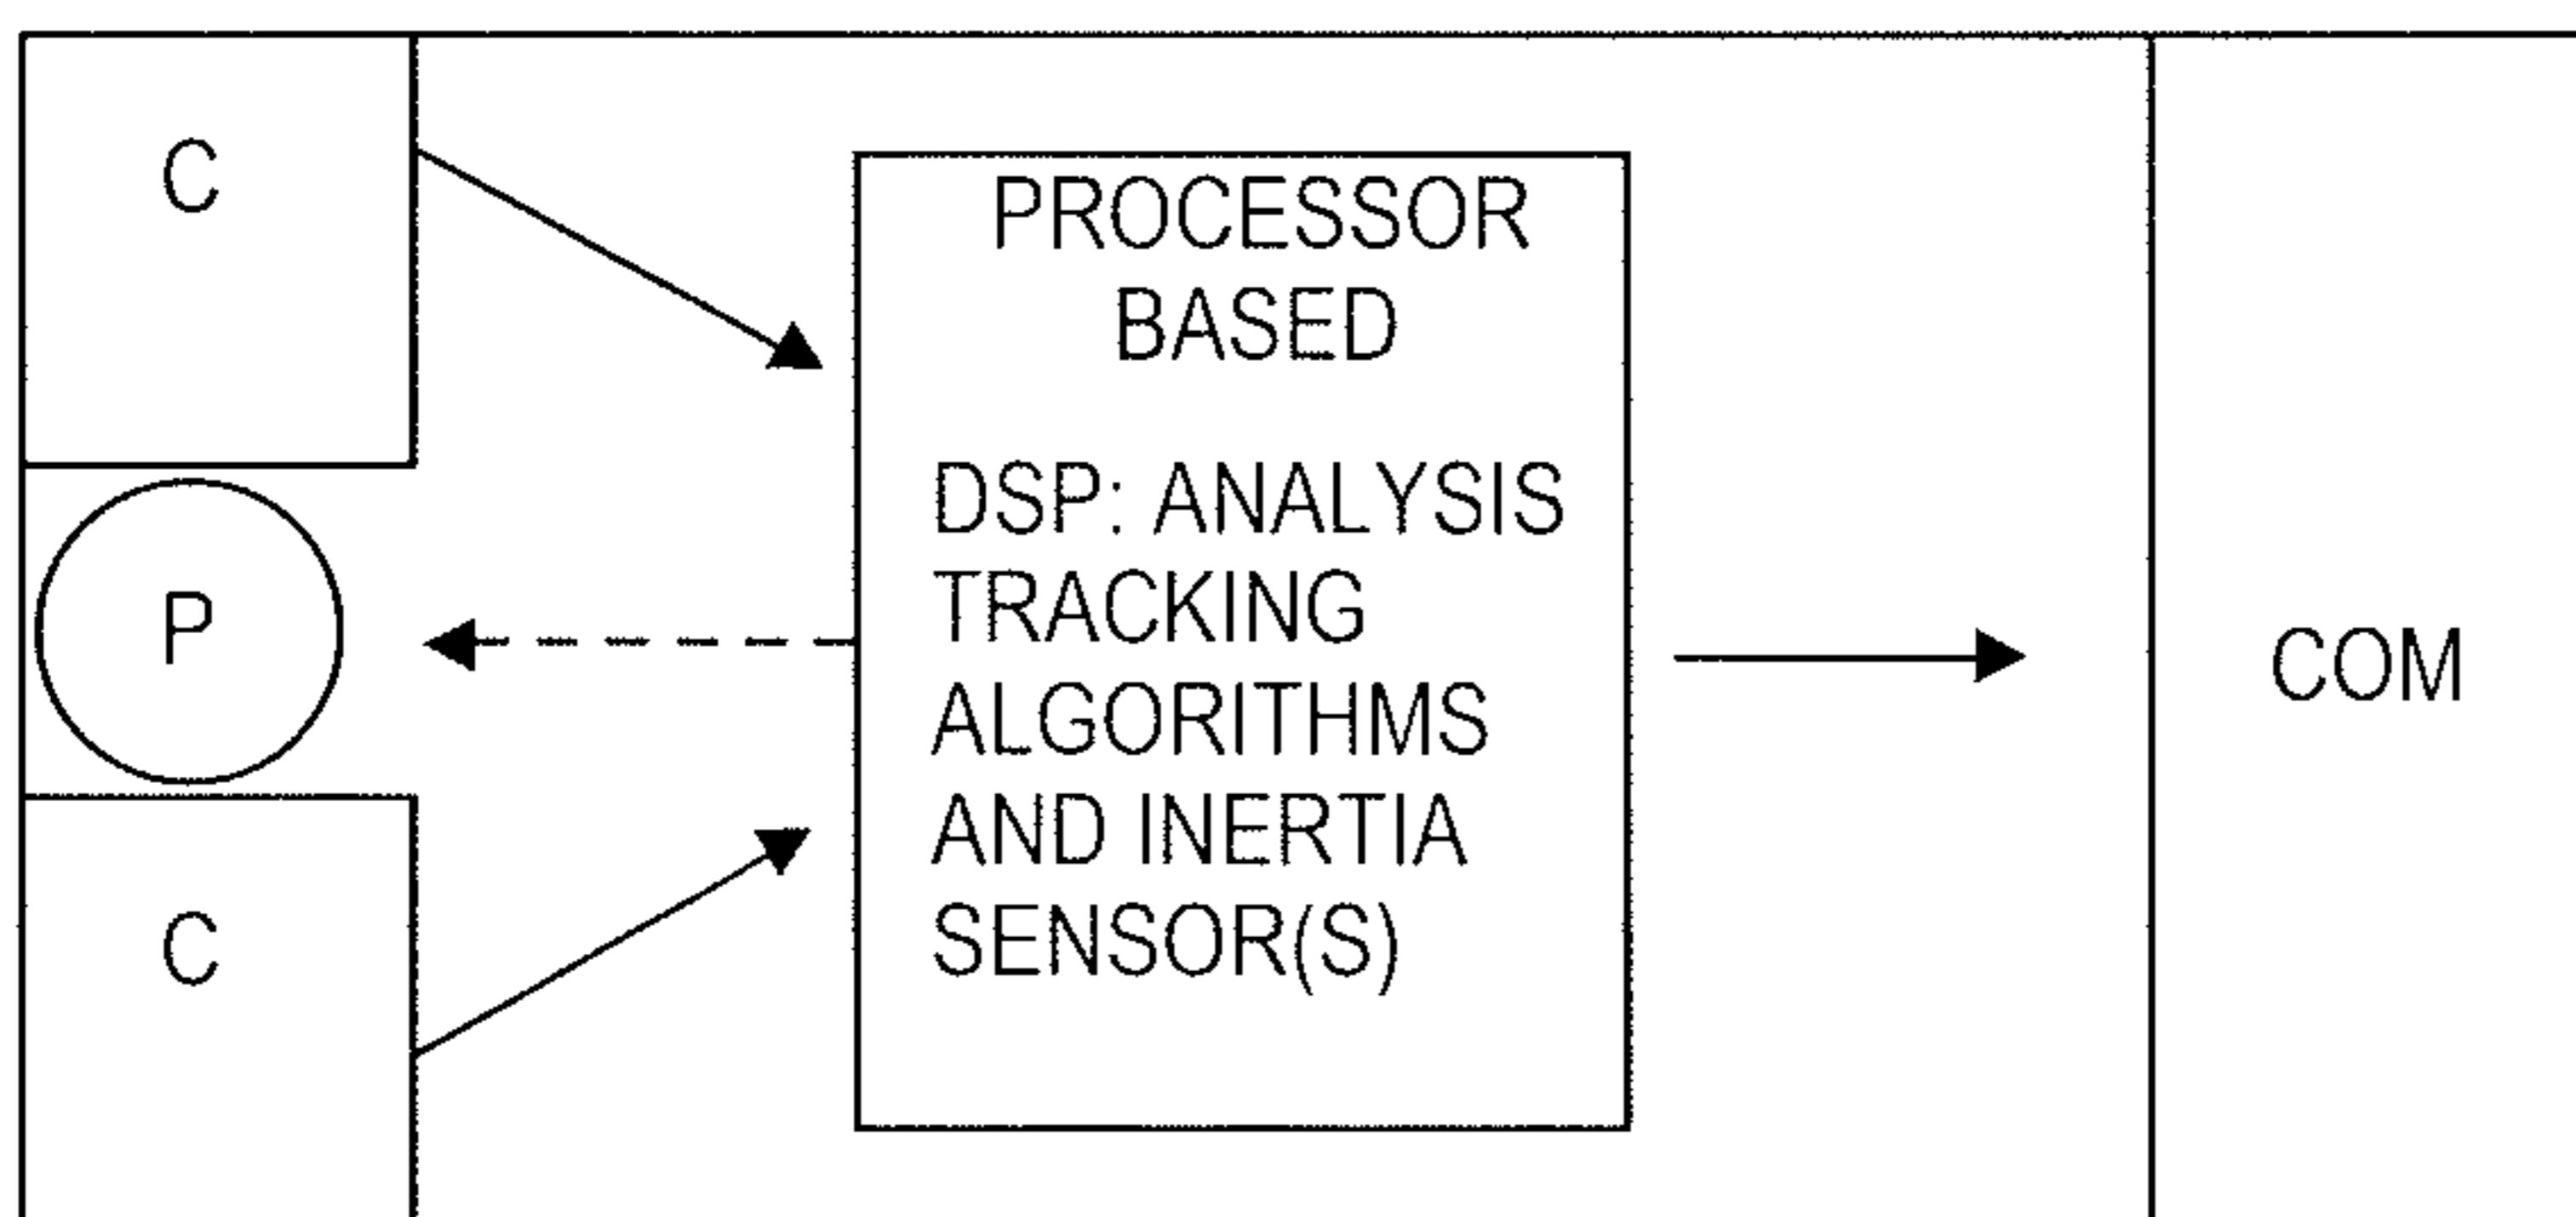 C
P
C
PROCESSOR
BASED
DSP: ANALYSIS
TRACKING
ALGORITHMS
AND INERTIA
SENSOR(S)
COM